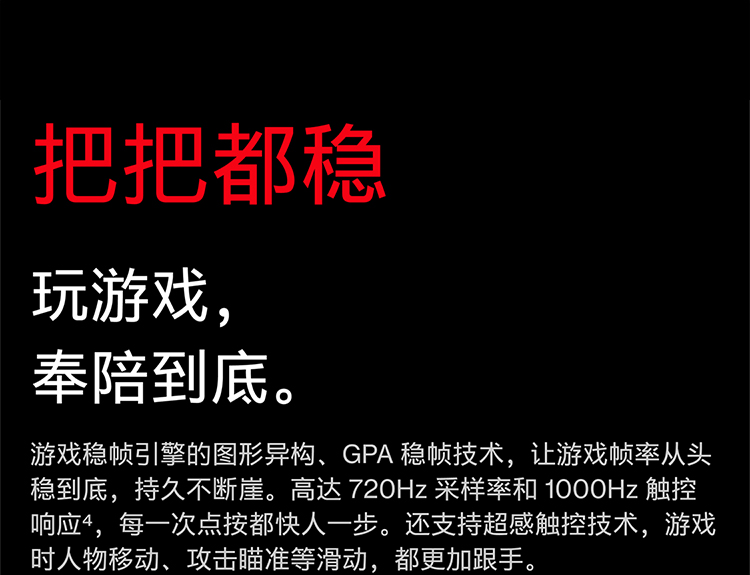 把把都稳
玩游戏，
奉陪到底。
游戏稳帧引擎的图形异构、GPA 稳帧技术，让游戏帧率从头
稳到底，持久不断崖。高达 720Hz 采样率和 1000Hz 触控
响应⁴，每一次点按都快人一步。还支持超感触控技术，游戏
时人物移动、攻击瞄准等滑动，都更加跟手。